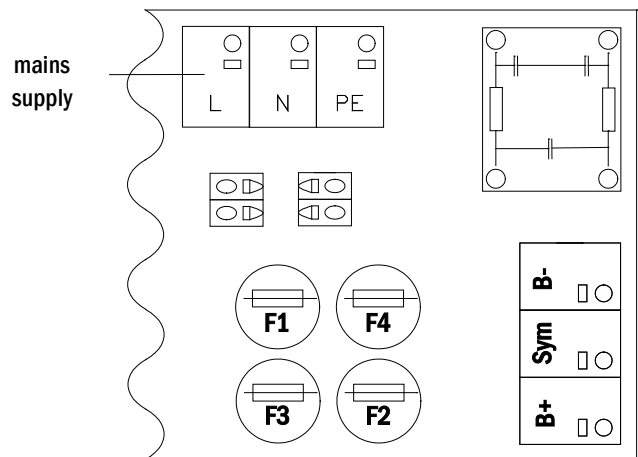 mains
supply
L N PE
B-
Sym
B+
F1 F4
F3 F2